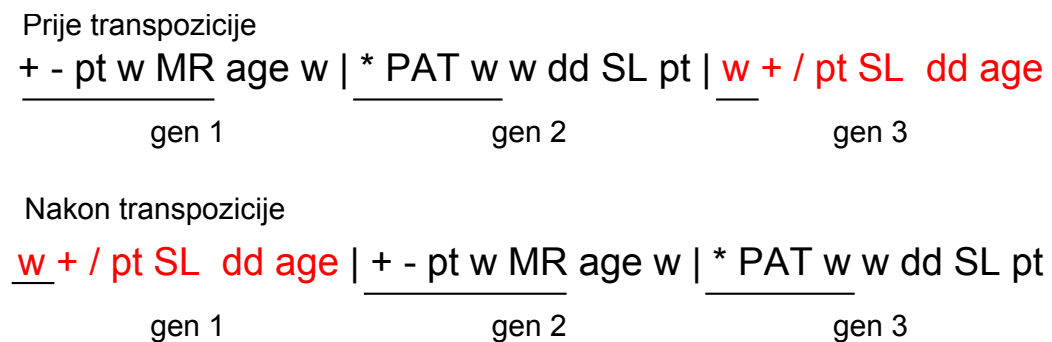 Prije transpozicije
+ - pt w MR age w | * PAT w w dd SL pt | w + / pt SL dd age
gen 1 gen 2 gen 3
Nakon transpozicije
w + / pt SL dd age | + - pt w MR age w | * PAT w w dd SL pt
gen 1 gen 2 gen 3